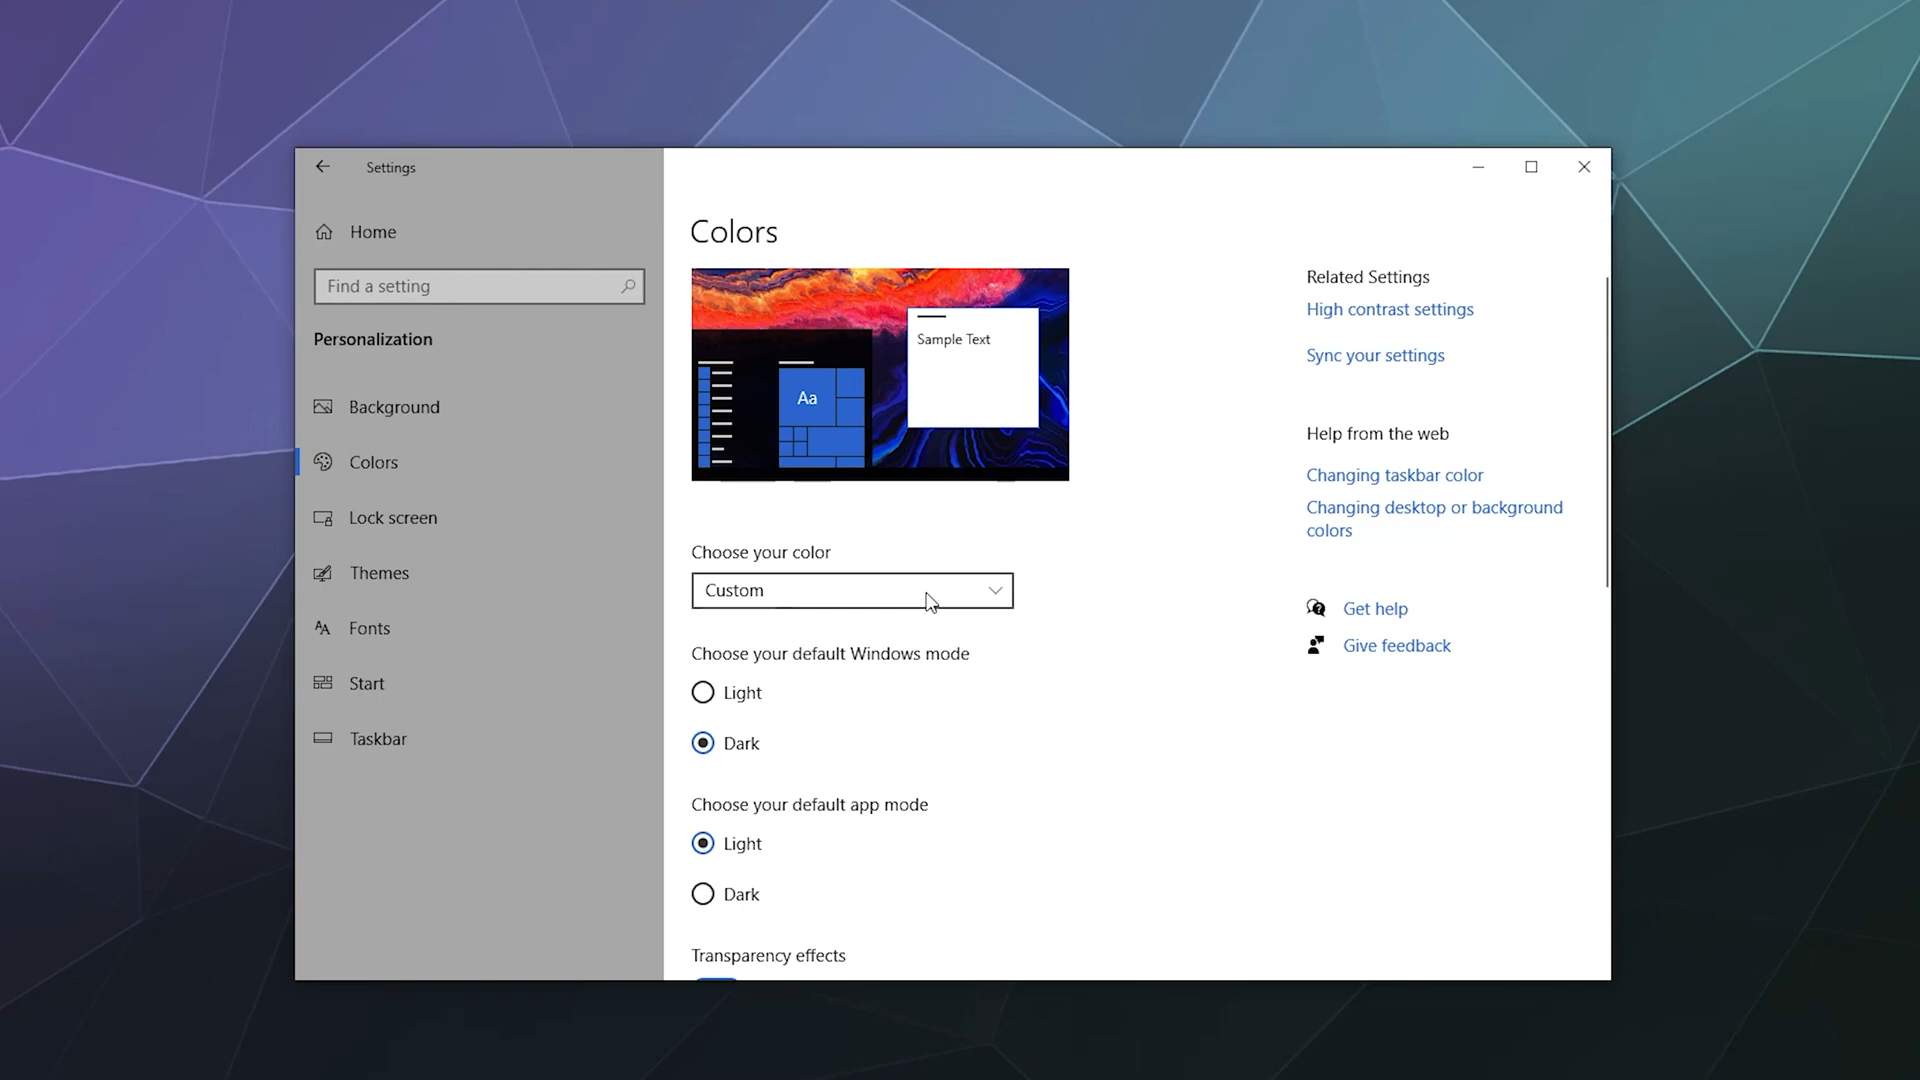 Settings
Home
Find a setting
Personalization
Background
Colors
Lock screen
Themes
Fonts
Start
Taskbar
Colors
Sample Text
Aa
Choose your color
Custom
Choose your default Windows mode
Light
Dark
Choose your default app mode
Light
Dark
Transparency effects
Related Settings
High contrast settings
Sync your settings
Help from the web
Changing taskbar color
Changing desktop or background
colors
Get help
Give feedback